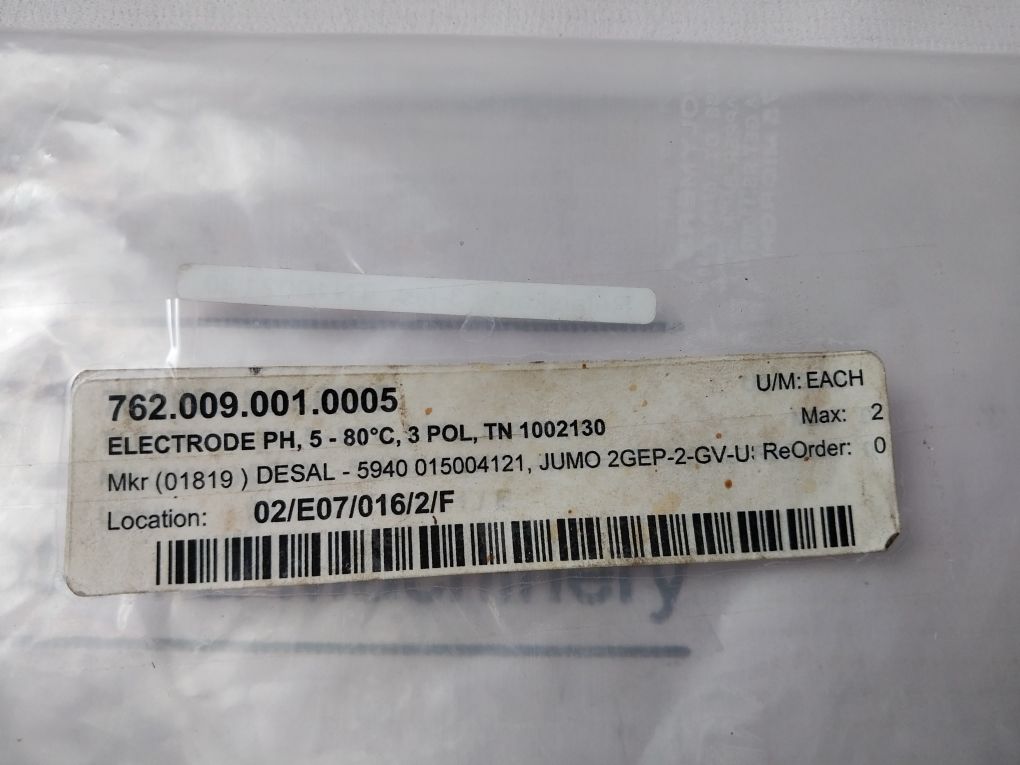 762.009.001.0005
U/M: EACH
ELECTRODE PH, 5 - 80°C, 3 POL, TN 1002130
Max: 2
Mkr (01819 ) DESAL - 5940 015004121, JUMO 2GEP-2-GV-U
ReOrder: 0
Location: 02/E07/016/2/F